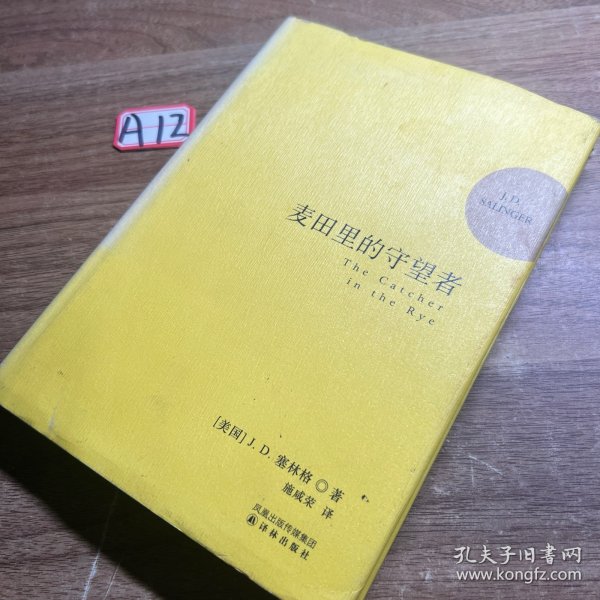 A12
J.D.
SALINGER
麦田里的守望者
The Catcher
in the Rye
[美国] J. D. 塞林格 ◎ 著
施咸荣 译
凤凰出版传媒集团
译林出版社
孔夫子旧书网
www.kongfz.com